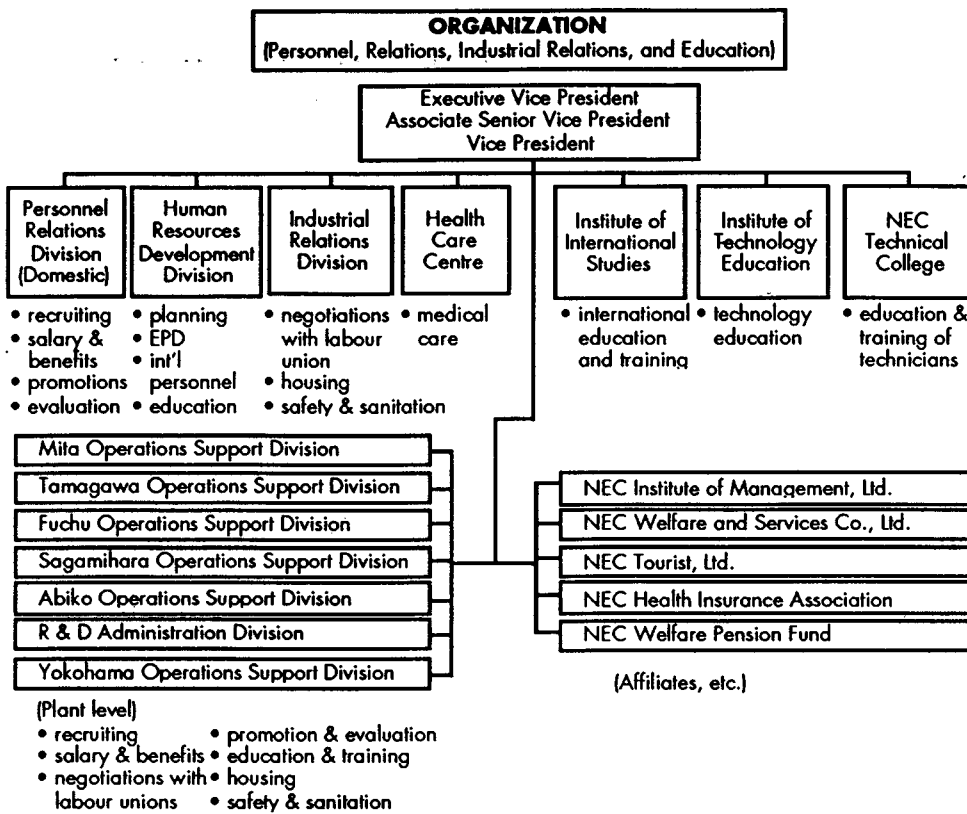 ORGANIZATION
(Personnel, Relations, Industrial Relations, and Education)
Executive Vice President
Associate Senior Vice President
Vice President
Personnel
Relations
Division
(Domestic)
• recruiting
• salary &
benefits
• promotions
• evaluation
Human
Resources
Development
Division
• planning
• EPD
• int'l
personnel
• education
Industrial
Relations
Division
• negotiations
with labour
union
• housing
• safety & sanitation
Health
Care
Centre
• medical
care
Institute of
International
Studies
• international
education
and training
Institute of
Technology
Education
• technology
education
NEC
Technical
College
• education &
training of
technicians
Mita Operations Support Division
Tamagawa Operations Support Division
Fuchu Operations Support Division
Sagamihara Operations Support Division
Abiko Operations Support Division
R & D Administration Division
Yokohama Operations Support Division
(Plant level)
• recruiting
• salary & benefits
• negotiations with
labour unions
• promotion & evaluation
• education & training
• housing
• safety & sanitation
NEC Institute of Management, Ltd.
NEC Welfare and Services Co., Ltd.
NEC Tourist, Ltd.
NEC Health Insurance Association
NEC Welfare Pension Fund
(Affiliates, etc.)